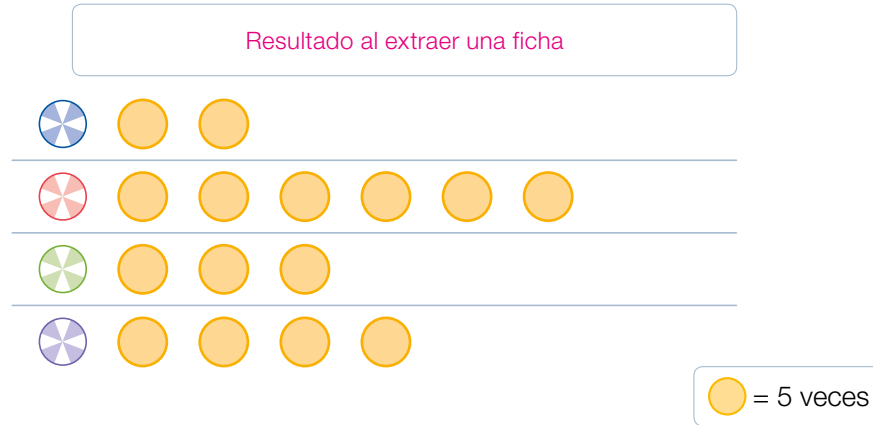 Resultado al extraer una ficha
= 5 veces